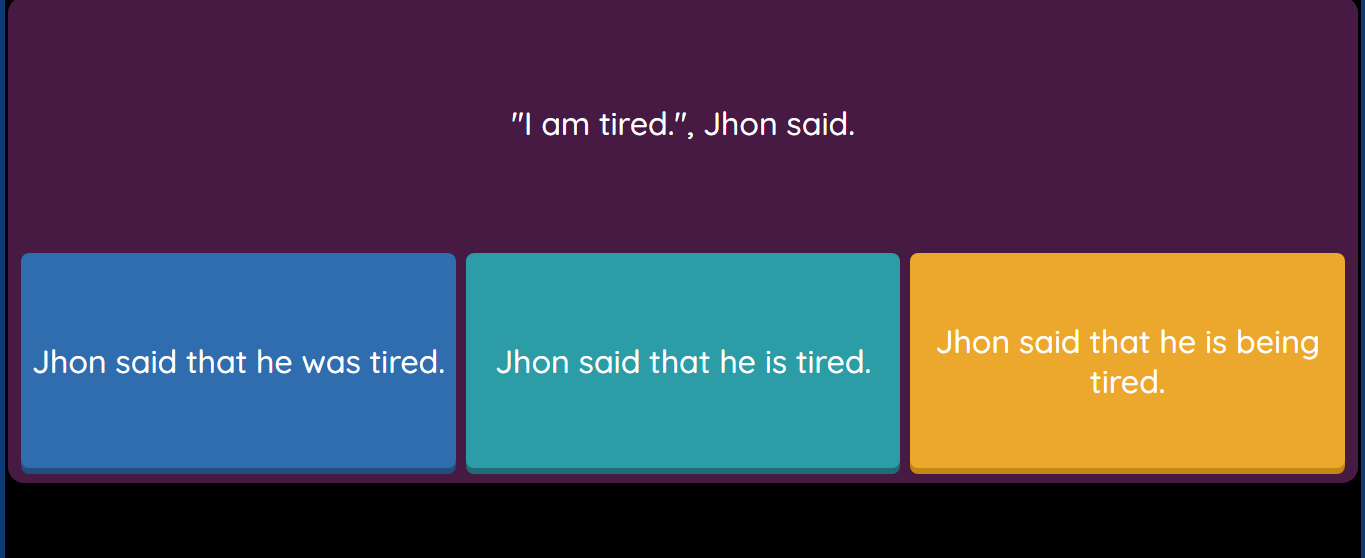 "I am tired.", Jhon said.
Jhon said that he was tired.
Jhon said that he is tired.
Jhon said that he is being
tired.